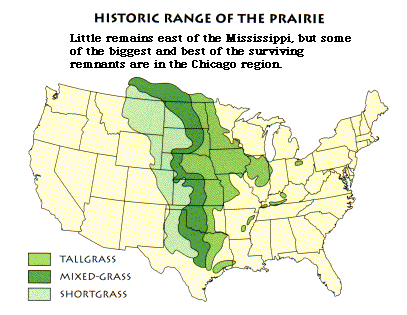 HISTORIC RANGE OF THE PRAIRIE
Little remains east of the Mississippi, but some
of the biggest and best of the surviving
remnants are in the Chicago region.
TALLGRASS
MIXED-GRASS
SHORTGRASS